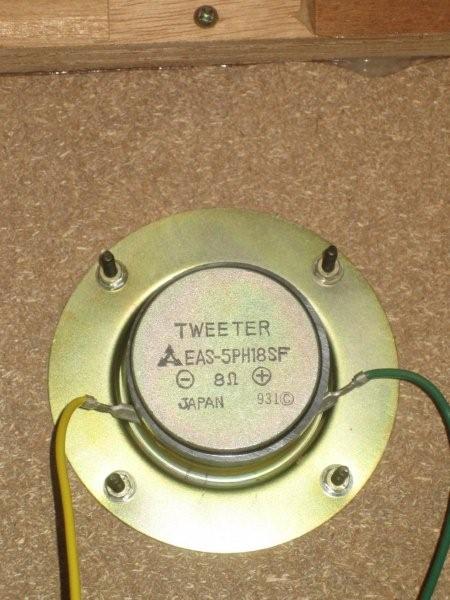 TWEETER
EAS-5PH18SF
⊖ 8Ω ⊕
JAPAN 931©